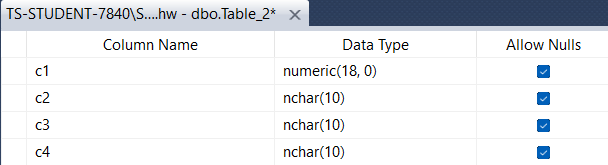 TS-STUDENT-7840\S....hw - dbo.Table_2*
Column Name Data Type Allow Nulls
c1 numeric(18, 0)
c2 nchar(10)
c3 nchar(10)
c4 nchar(10)